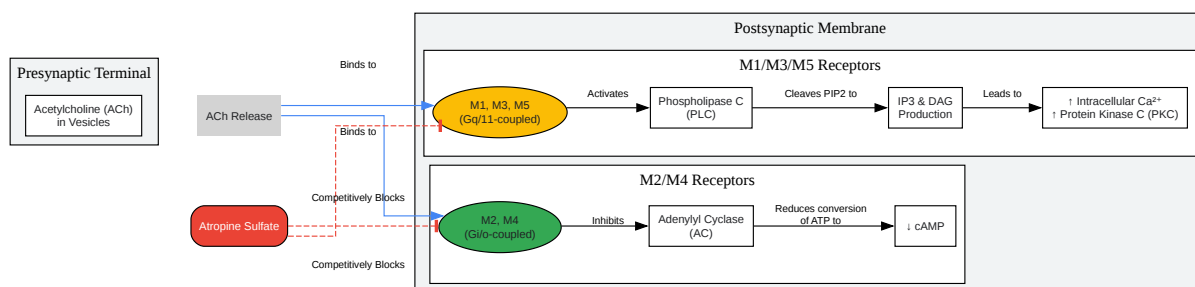 Postsynaptic Membrane
Presynaptic Terminal
Acetylcholine (ACh)
in Vesicles
ACh Release
Atropine Sulfate
Binds to
Binds to
Competitively Blocks
Competitively Blocks
M1/M3/M5 Receptors
M1, M3, M5
(Gq/11-coupled)
Activates
Phospholipase C
(PLC)
Cleaves PIP2 to
IP3 & DAG
Production
Leads to
↑ Intracellular Ca²⁺
↑ Protein Kinase C (PKC)
M2/M4 Receptors
M2, M4
(Gi/o-coupled)
Inhibits
Adenylyl Cyclase
(AC)
Reduces conversion
of ATP to
↓ cAMP